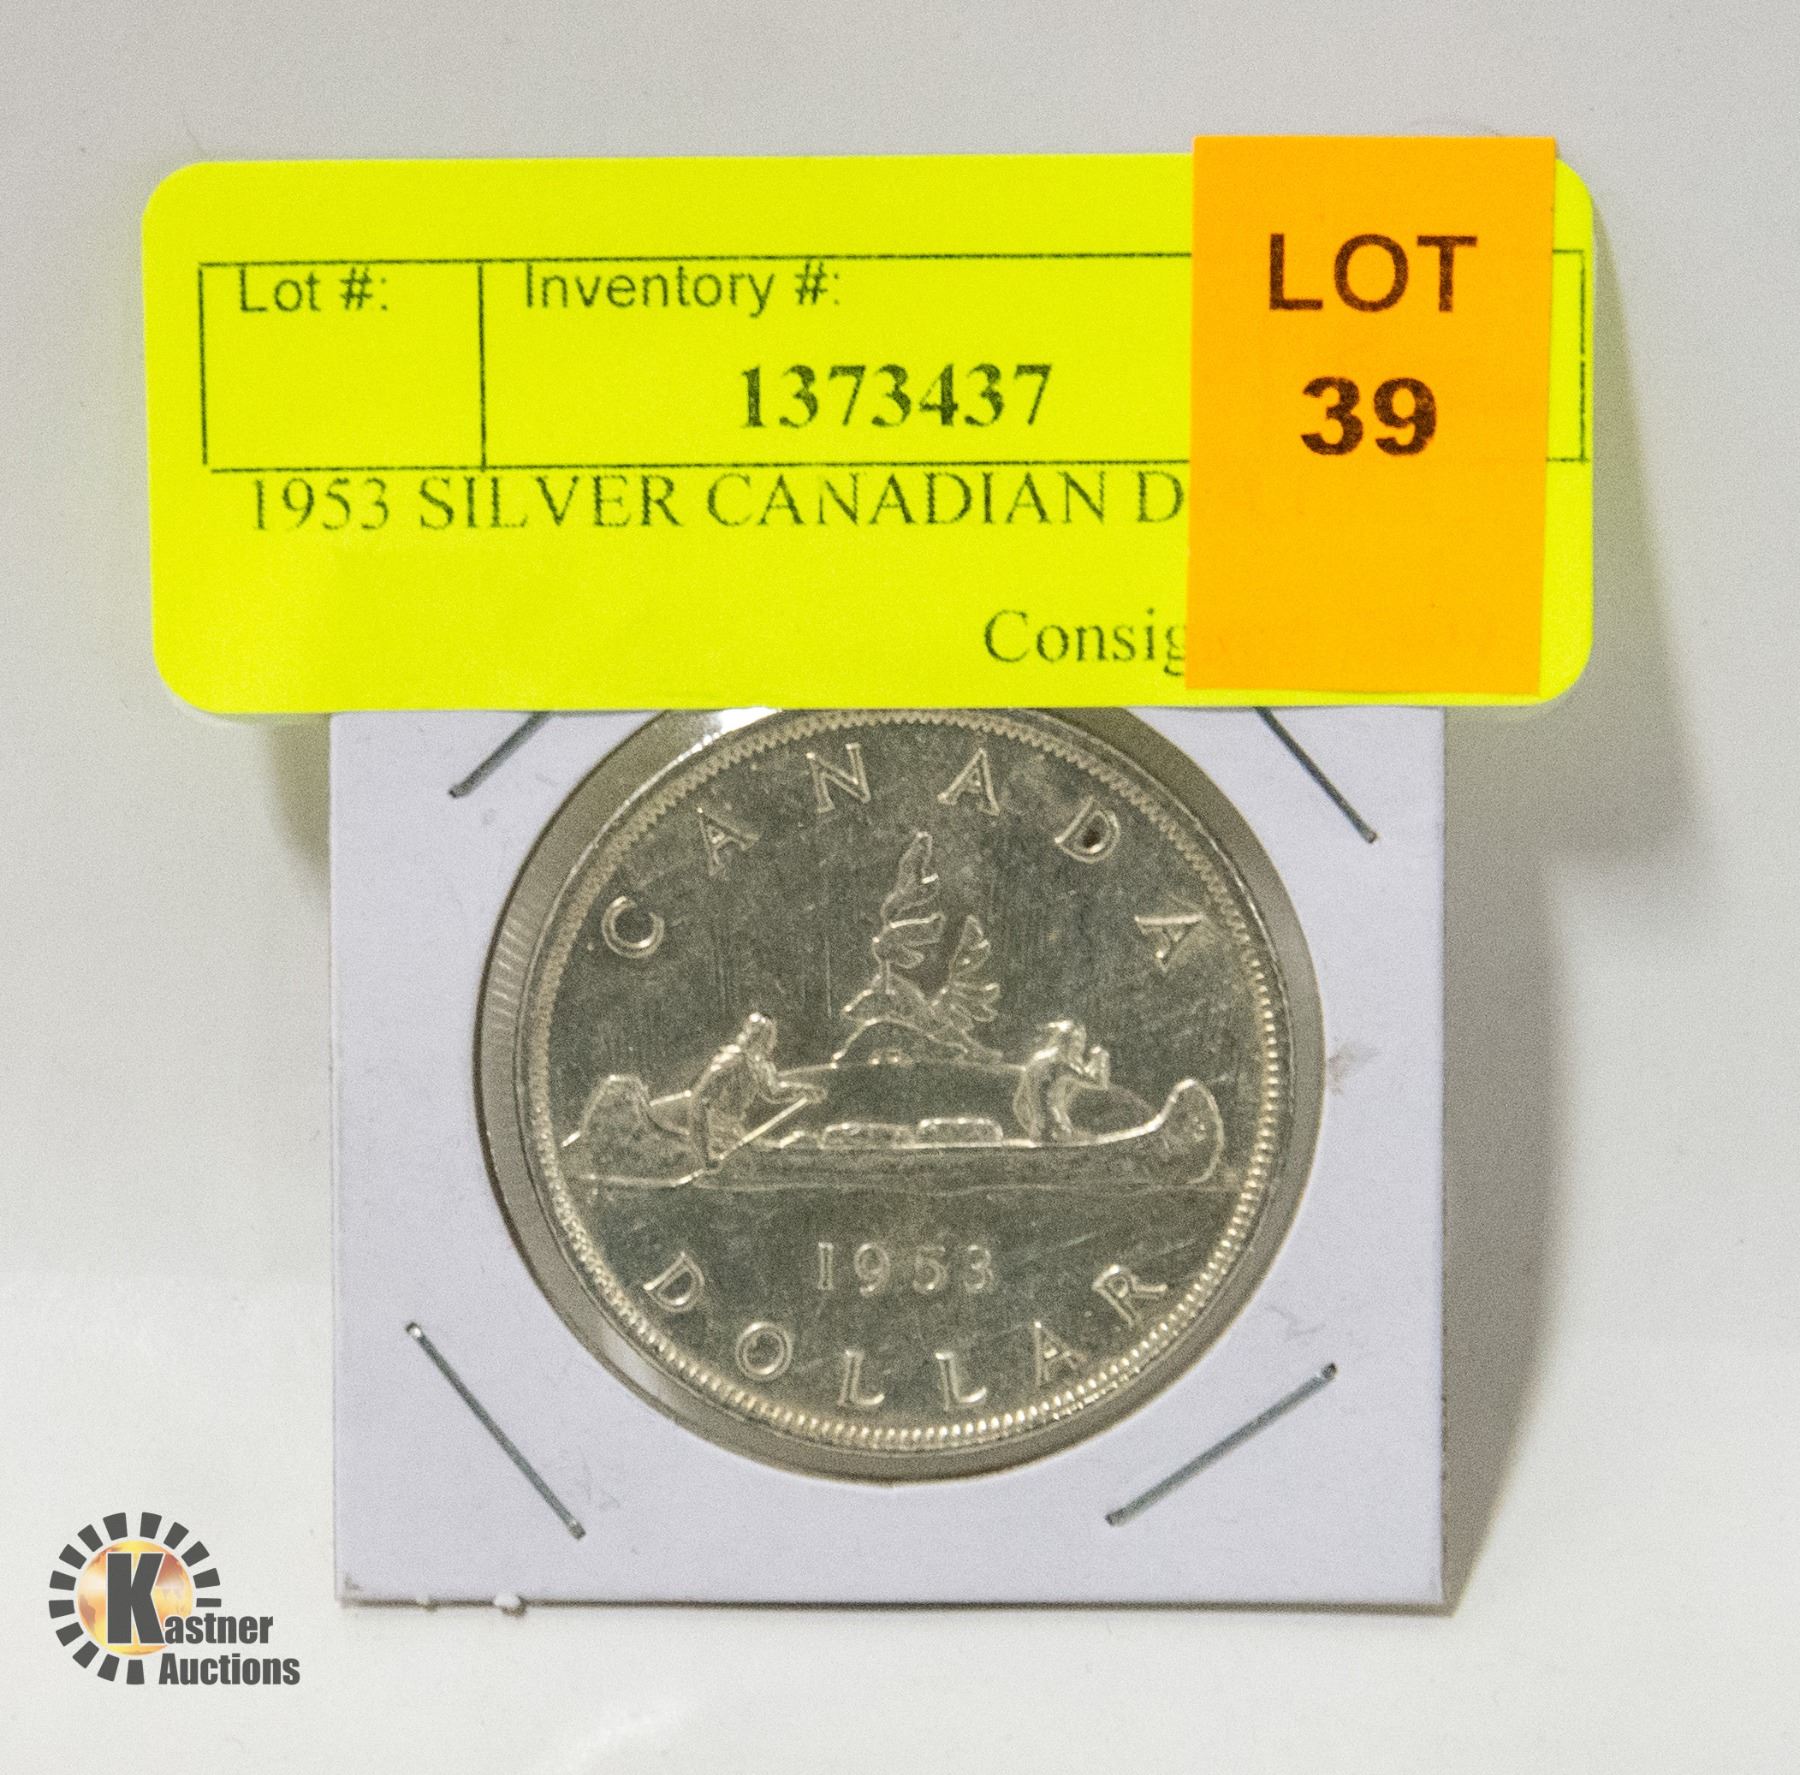 Lot #:
Inventory #:
1373437
LOT
39
1953 SILVER CANADIAN D
Consig
CANADA
1953
DOLLAR
Kastner
Auctions